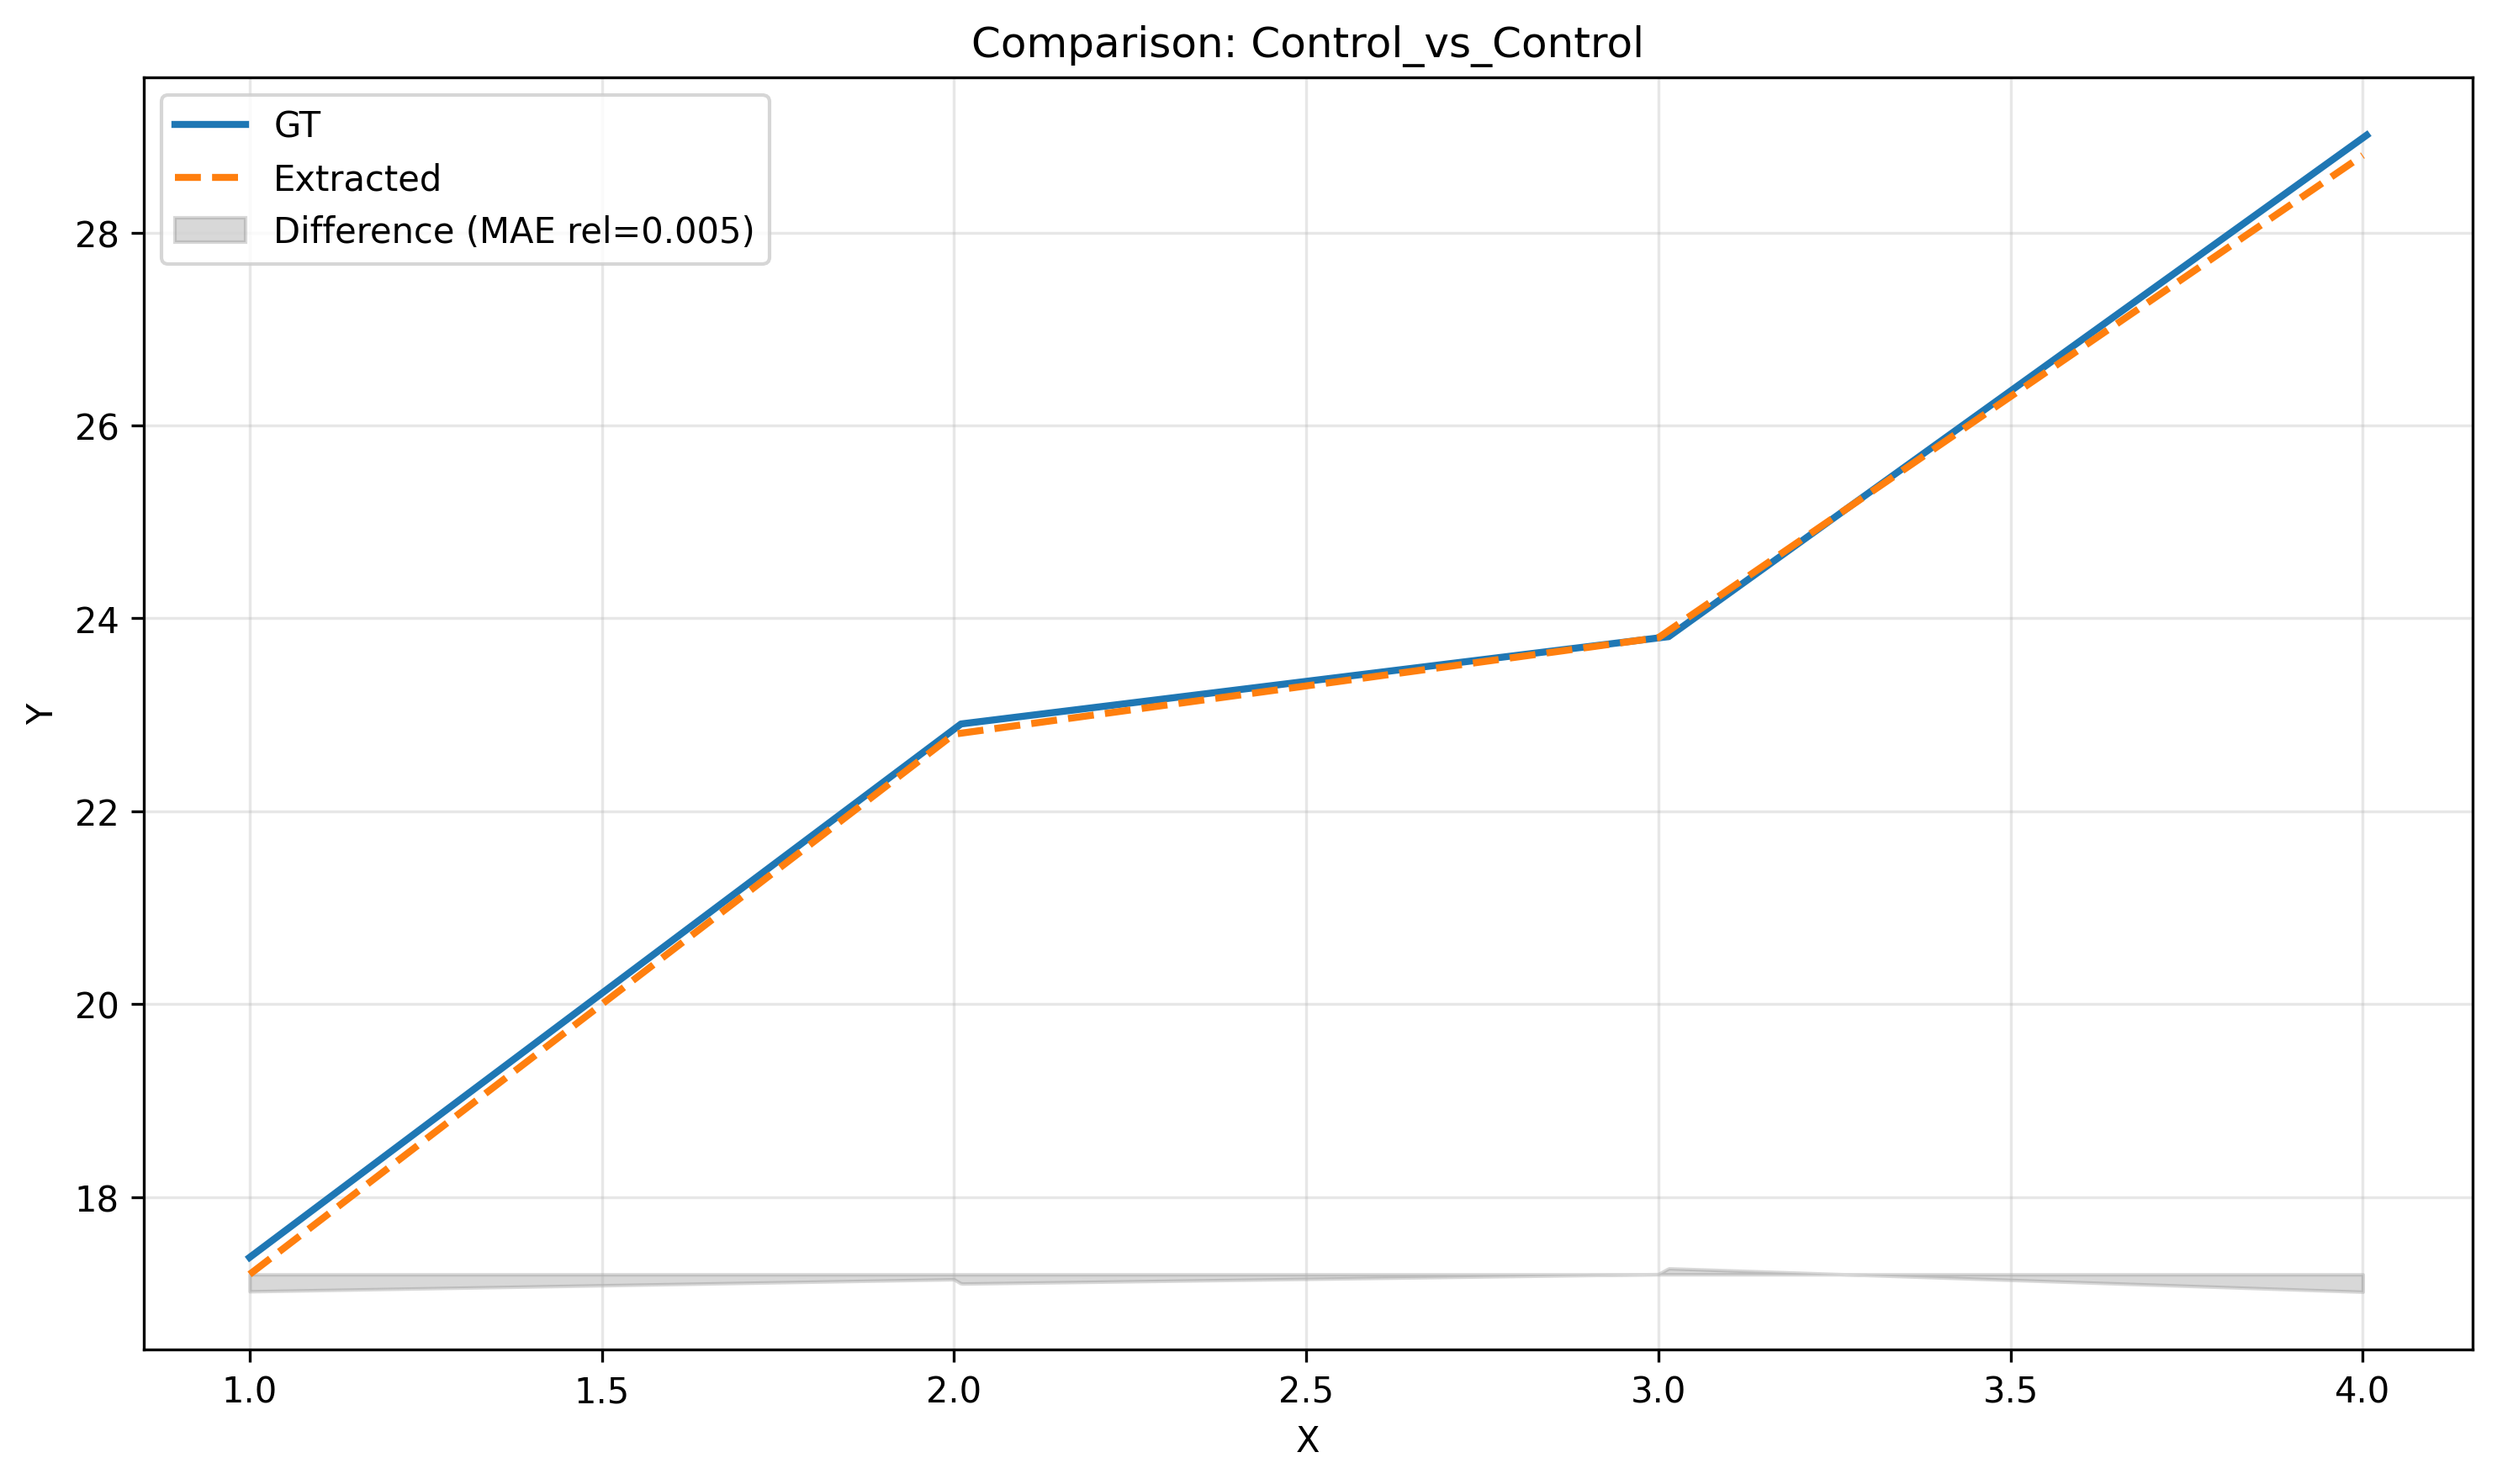 Comparison: Control_vs_Control
GT
Extracted
Difference (MAE rel=0.005)
28
26
24
22
20
18
Y
1.0 1.5 2.0 2.5 3.0 3.5 4.0
X